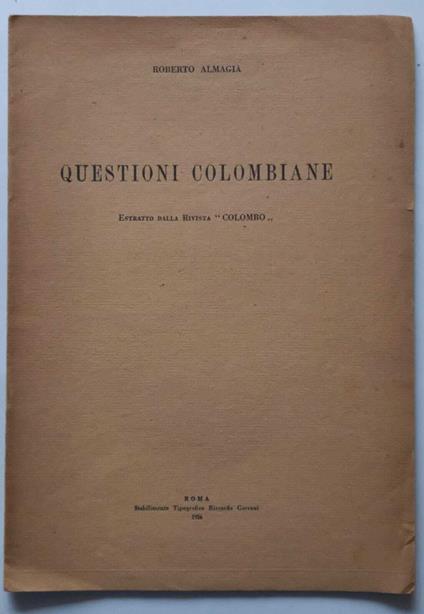 ROBERTO ALMAGIÀ
QUESTIONI COLOMBIANE
ESTRATTO DALLA RIVISTA “ COLOMBO „
ROMA
Stabilimento Tipografico Riccardo Garroni
1926